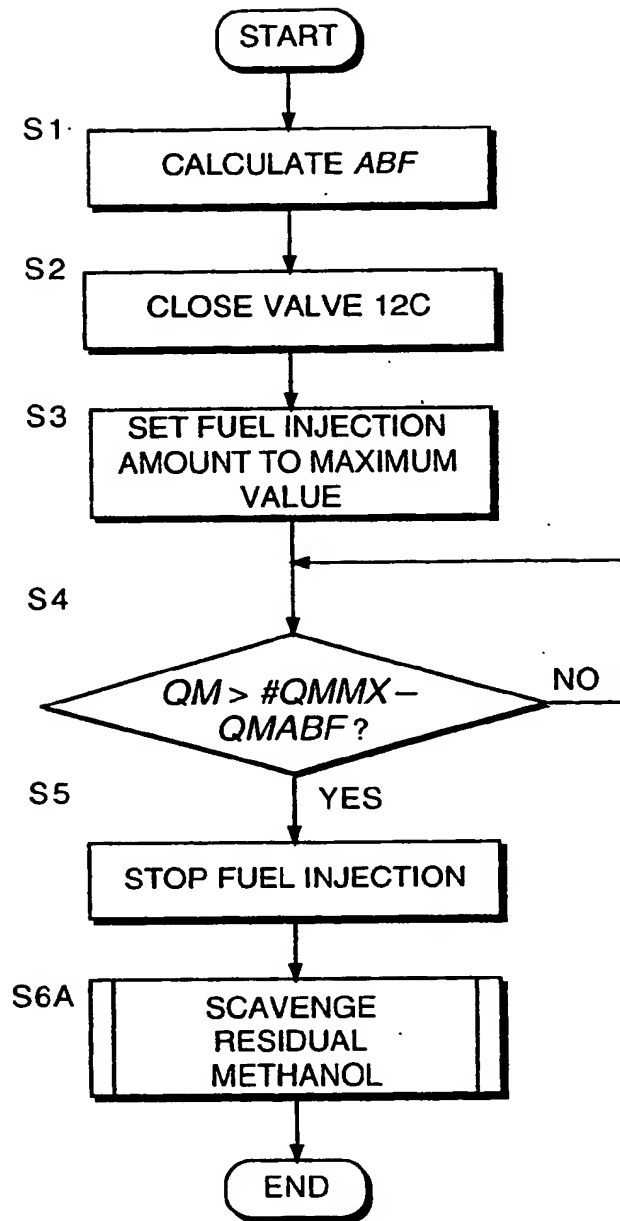 START
S1
CALCULATE ABF
S2
CLOSE VALVE 12C
S3
SET FUEL INJECTION
AMOUNT TO MAXIMUM
VALUE
S4
QM > #QMMX –
QMABF ?
NO
S5
YES
STOP FUEL INJECTION
S6A
SCAVENGE
RESIDUAL
METHANOL
END